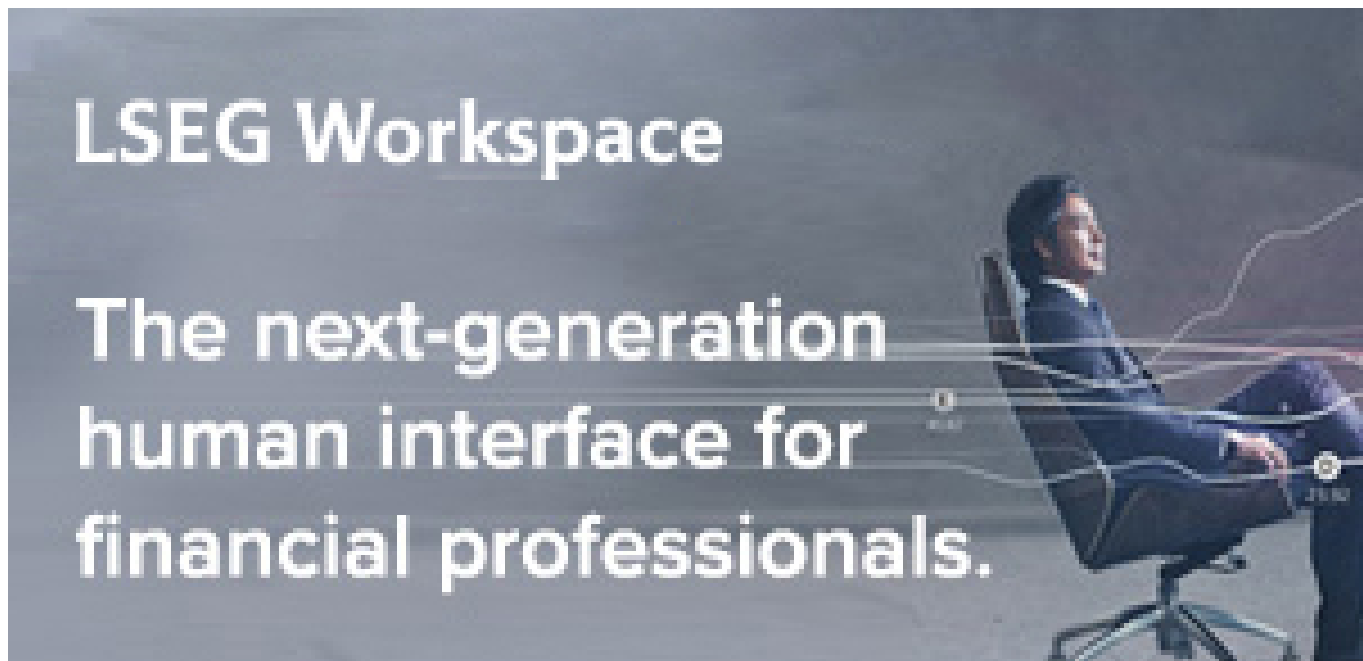 LSEG Workspace
The next-generation
human interface for
financial professionals.